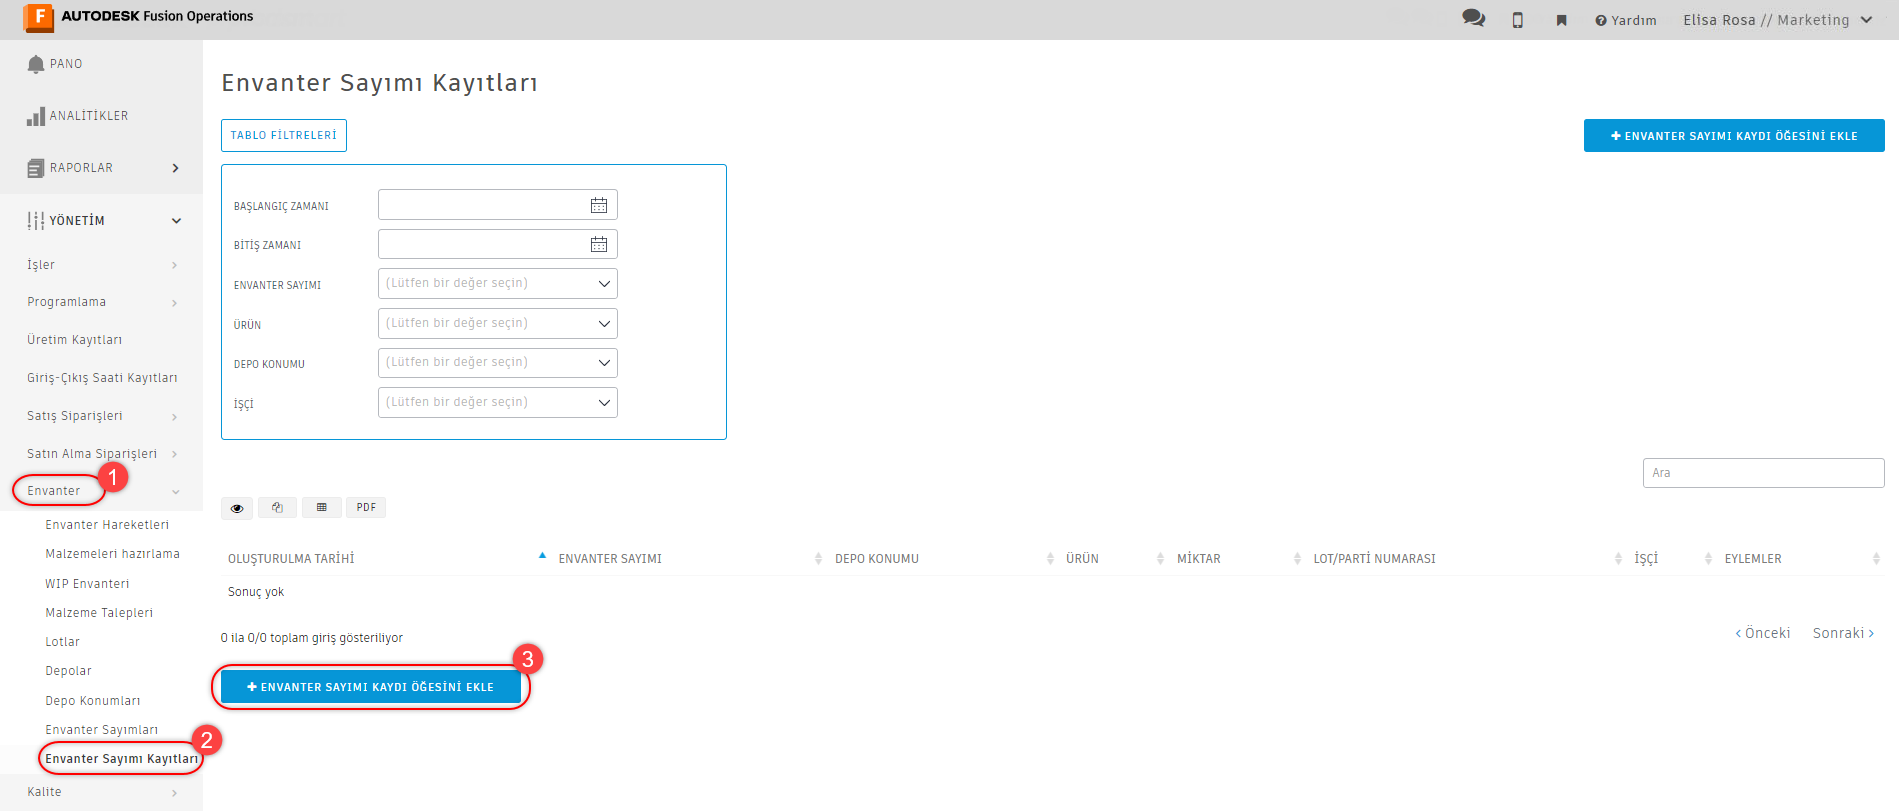 F AUTODESK Fusion Operations
Yardım
Elisa Rosa // Marketing
PANO
ANALİTİKLER
RAPORLAR
YÖNETİM
İşler
Programlama
Üretim Kayıtları
Giriş-Çıkış Saati Kayıtları
Satış Siparişleri
Satın Alma Siparişleri
1
Envanter
Envanter Hareketleri
Malzemeleri hazırlama
WIP Envanteri
Malzeme Talepleri
Lotlar
Depolar
Depo Konumları
Envanter Sayımları
2
Envanter Sayımı Kayıtları
Kalite
Envanter Sayımı Kayıtları
TABLO FİLTRELERİ
+ ENVANTER SAYIMI KAYDI ÖĞESİNİ EKLE
BAŞLANGIÇ ZAMANI
BİTİŞ ZAMANI
ENVANTER SAYIMI (Lütfen bir değer seçin)
ÜRÜN (Lütfen bir değer seçin)
DEPO KONUMU (Lütfen bir değer seçin)
İŞÇİ (Lütfen bir değer seçin)
Ara
PDF
OLUŞTURULMA TARİHİ ENVANTER SAYIMI DEPO KONUMU ÜRÜN MİKTAR LOT/PARTİ NUMARASI İŞÇİ EYLEMLER
Sonuç yok
0 ila 0/0 toplam giriş gösteriliyor
‹ Önceki Sonraki ›
3
+ ENVANTER SAYIMI KAYDI ÖĞESİNİ EKLE